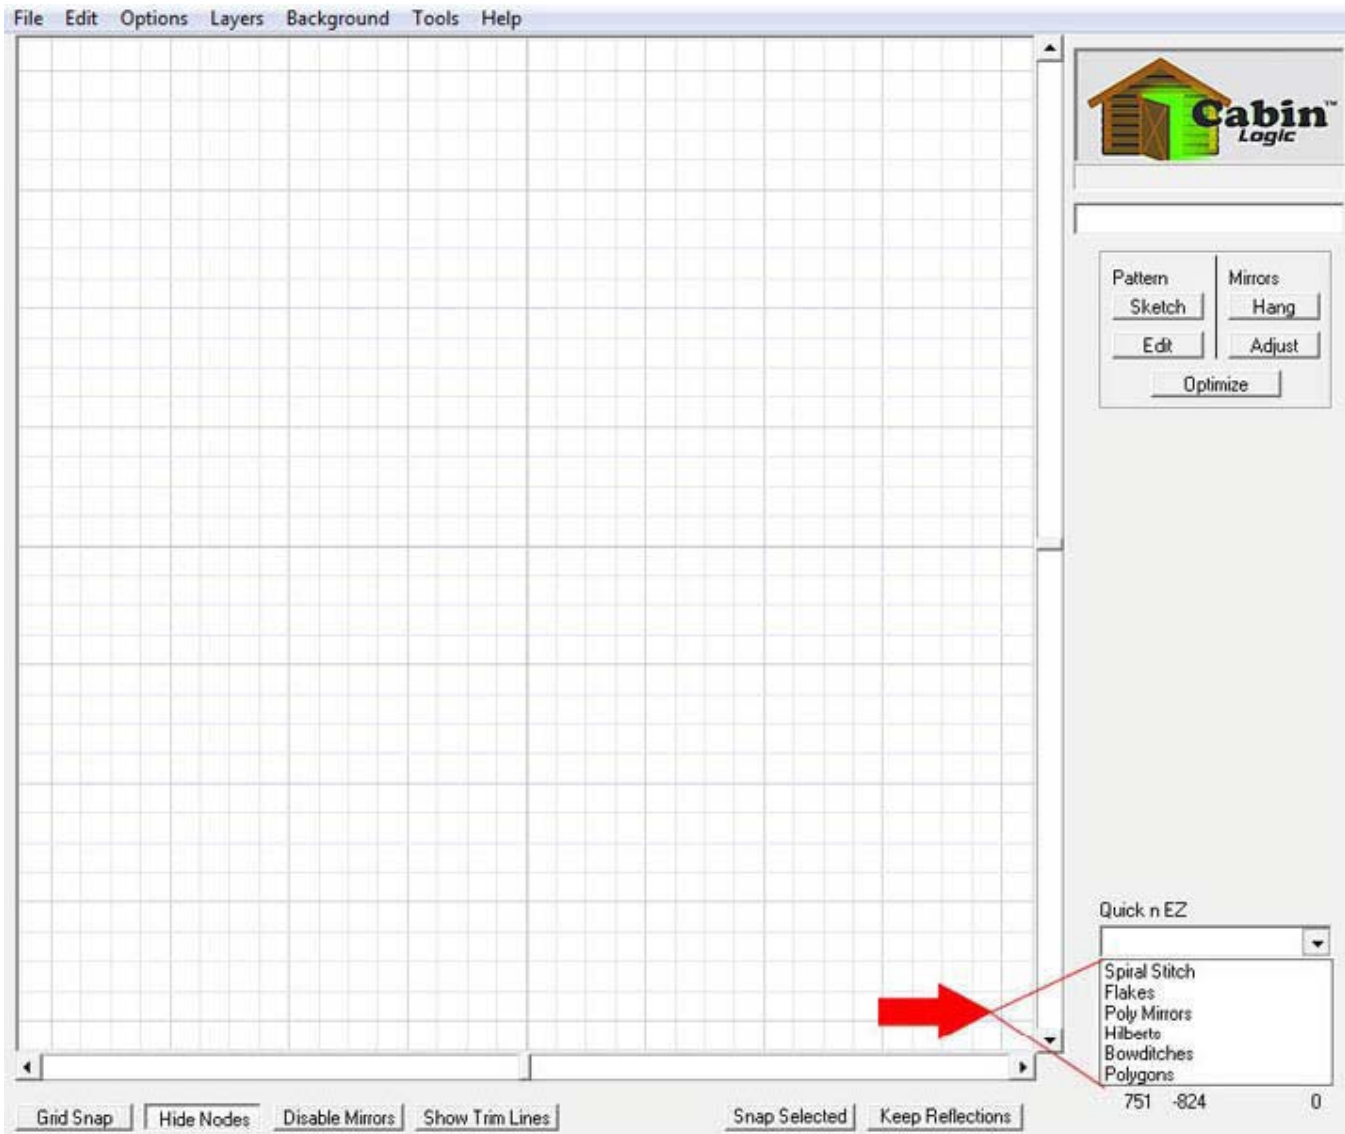 File Edit Options Layers Background Tools Help
Cabin™
Logic
Pattern Mirrors
Sketch Hang
Edit Adjust
Optimize
Quick n EZ
Spiral Stitch
Flakes
Poly Mirrors
Hilberts
Bowditches
Polygons
751 -824 0
Grid Snap Hide Nodes Disable Mirrors Show Trim Lines Snap Selected Keep Reflections